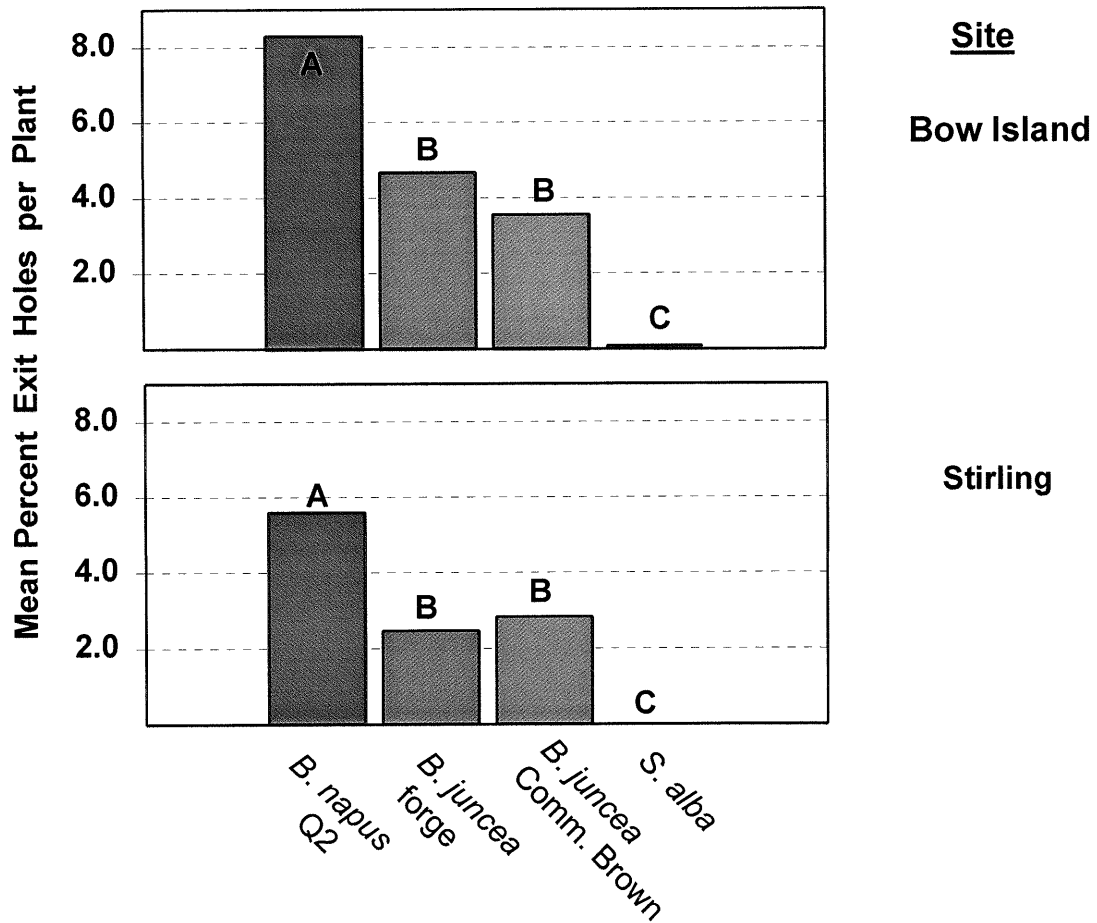 Mean Percent Exit Holes per Plant
8.0
6.0
4.0
2.0
A
B
B
C
Site
Bow Island
8.0
6.0
4.0
2.0
A
B
B
C
Stirling
B. napus
Q2
B. juncea
forge
B. juncea
Comm. Brown
S. alba